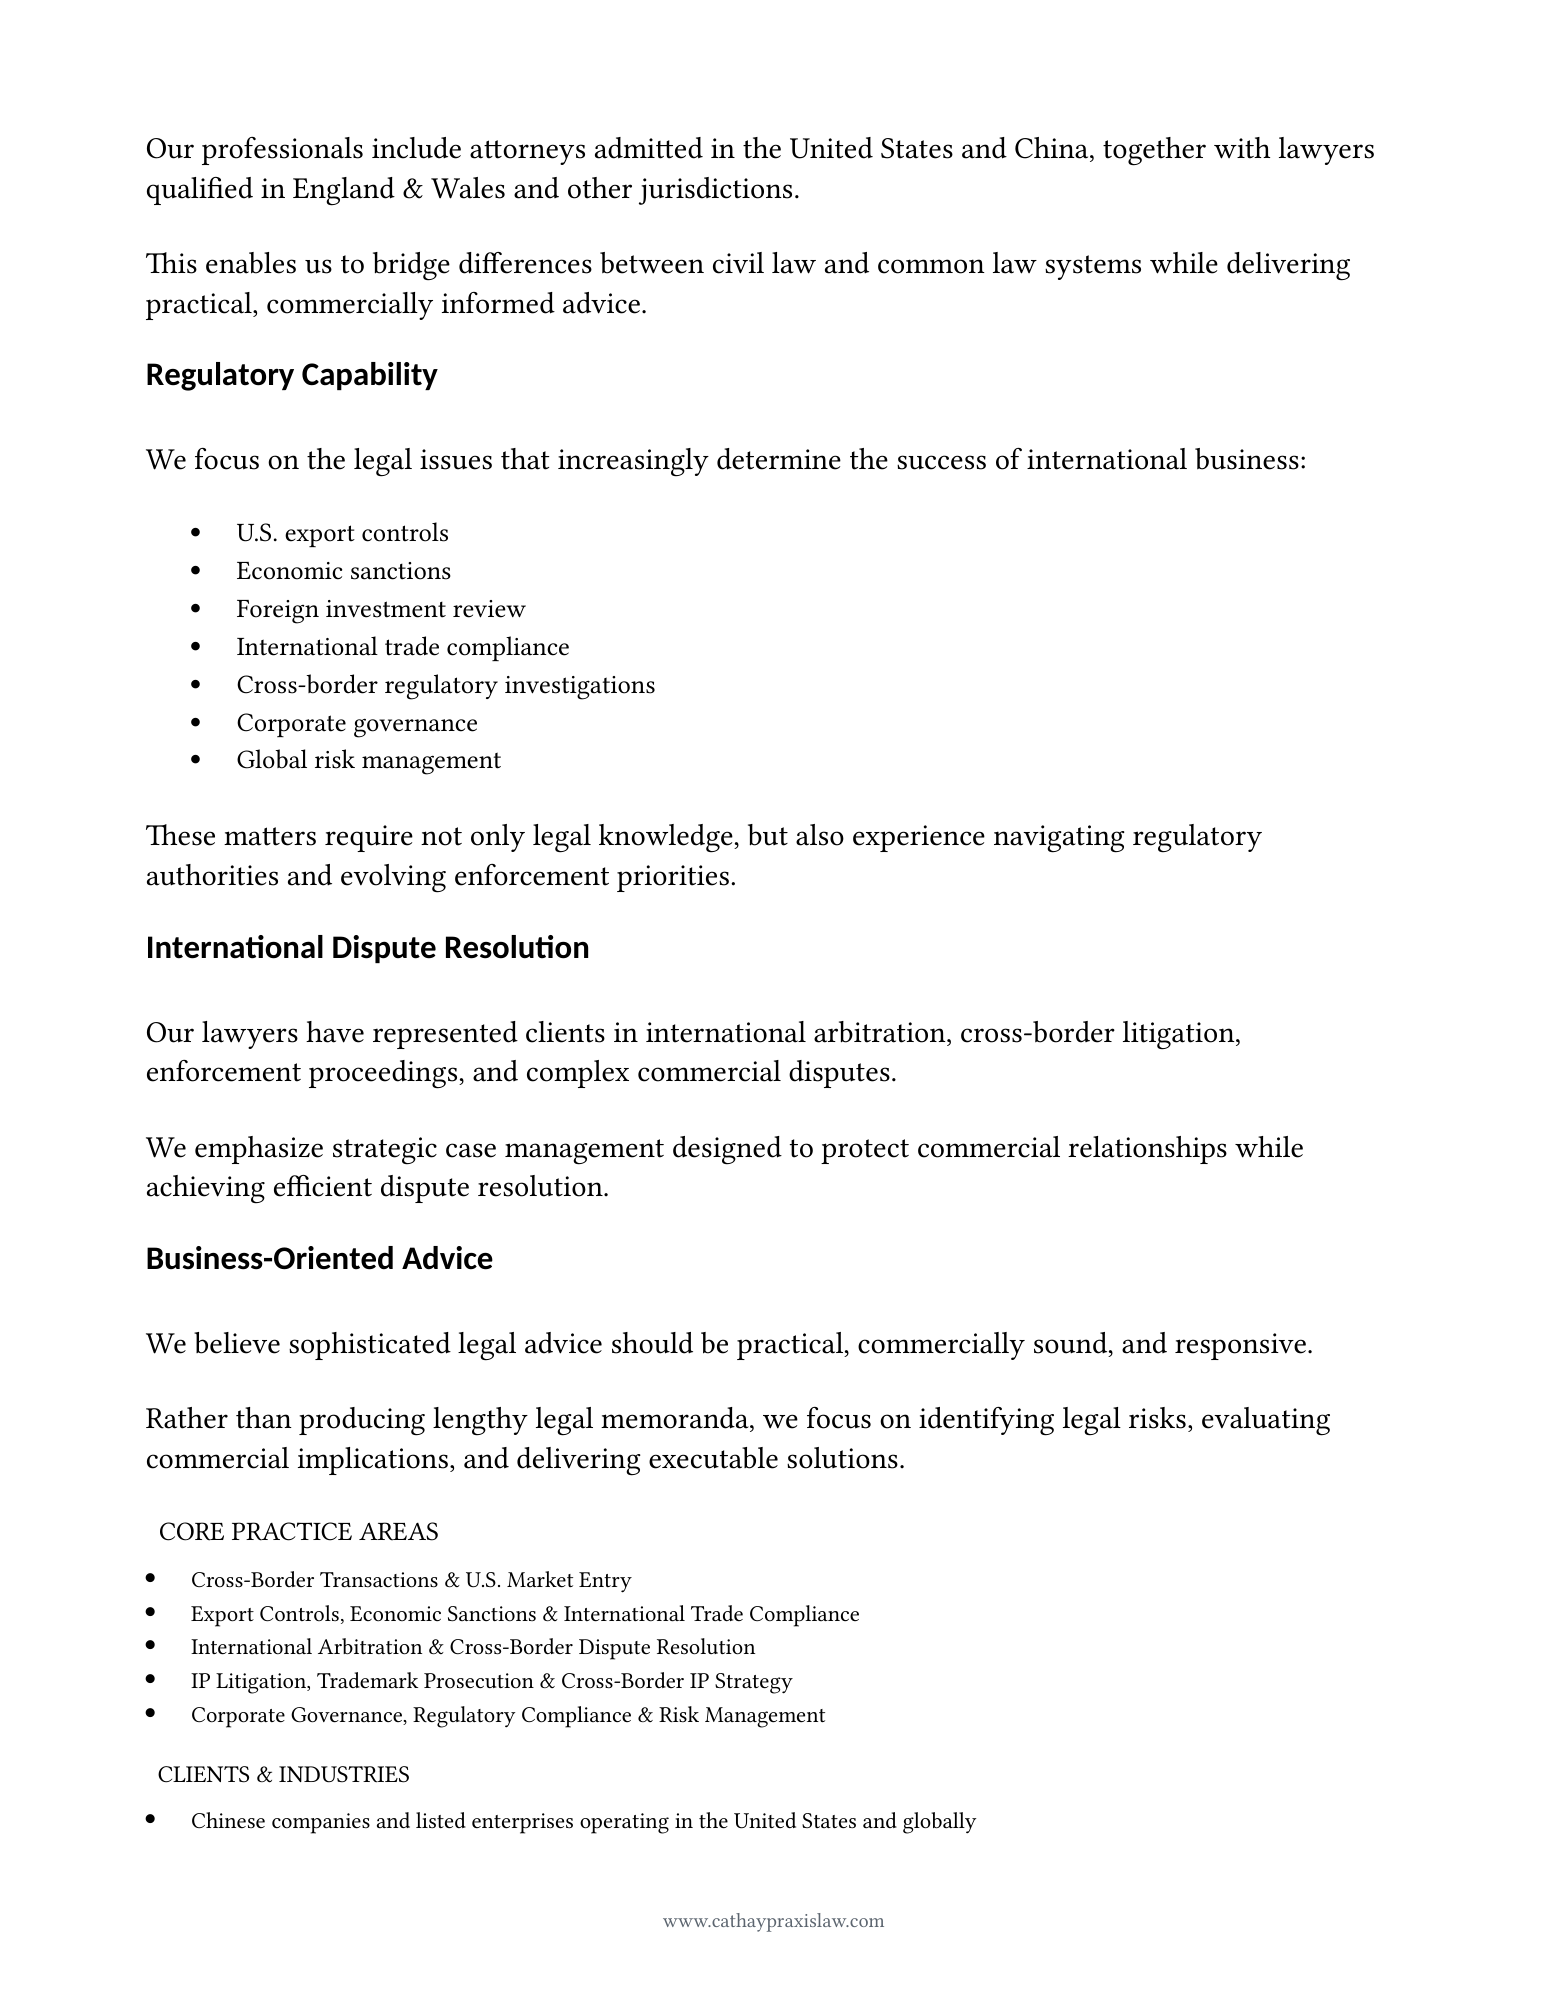 Our professionals include attorneys admitted in the United States and China, together with lawyers
qualified in England & Wales and other jurisdictions.
This enables us to bridge differences between civil law and common law systems while delivering
practical, commercially informed advice.
Regulatory Capability
We focus on the legal issues that increasingly determine the success of international business:
• U.S. export controls
• Economic sanctions
• Foreign investment review
• International trade compliance
• Cross-border regulatory investigations
• Corporate governance
• Global risk management
These matters require not only legal knowledge, but also experience navigating regulatory
authorities and evolving enforcement priorities.
International Dispute Resolution
Our lawyers have represented clients in international arbitration, cross-border litigation,
enforcement proceedings, and complex commercial disputes.
We emphasize strategic case management designed to protect commercial relationships while
achieving efficient dispute resolution.
Business-Oriented Advice
We believe sophisticated legal advice should be practical, commercially sound, and responsive.
Rather than producing lengthy legal memoranda, we focus on identifying legal risks, evaluating
commercial implications, and delivering executable solutions.
CORE PRACTICE AREAS
• Cross-Border Transactions & U.S. Market Entry
• Export Controls, Economic Sanctions & International Trade Compliance
• International Arbitration & Cross-Border Dispute Resolution
• IP Litigation, Trademark Prosecution & Cross-Border IP Strategy
• Corporate Governance, Regulatory Compliance & Risk Management
CLIENTS & INDUSTRIES
• Chinese companies and listed enterprises operating in the United States and globally
www.cathaypraxislaw.com